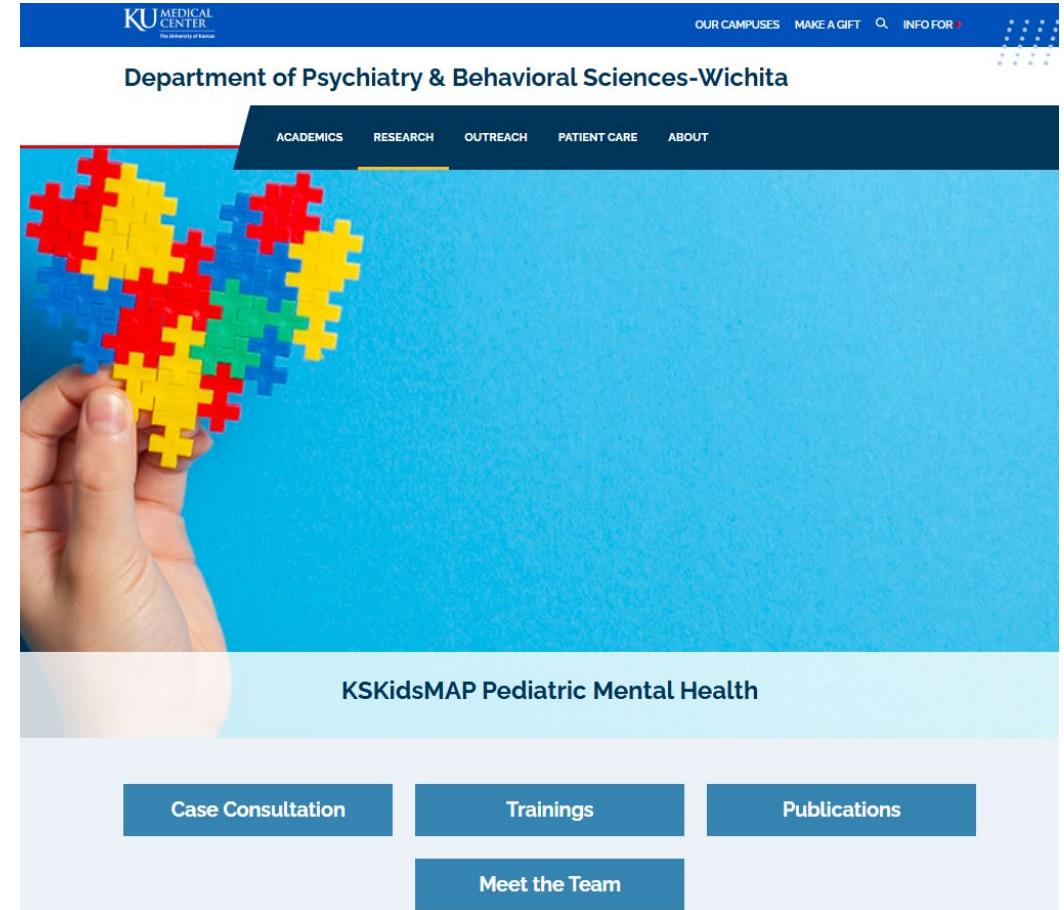 KU MEDICAL
CENTER
The University of Kansas
OUR CAMPUSES MAKE A GIFT INFO FOR
Department of Psychiatry & Behavioral Sciences-Wichita
ACADEMICS RESEARCH OUTREACH PATIENT CARE ABOUT
KSKidsMAP Pediatric Mental Health
Case Consultation Trainings Publications
Meet the Team